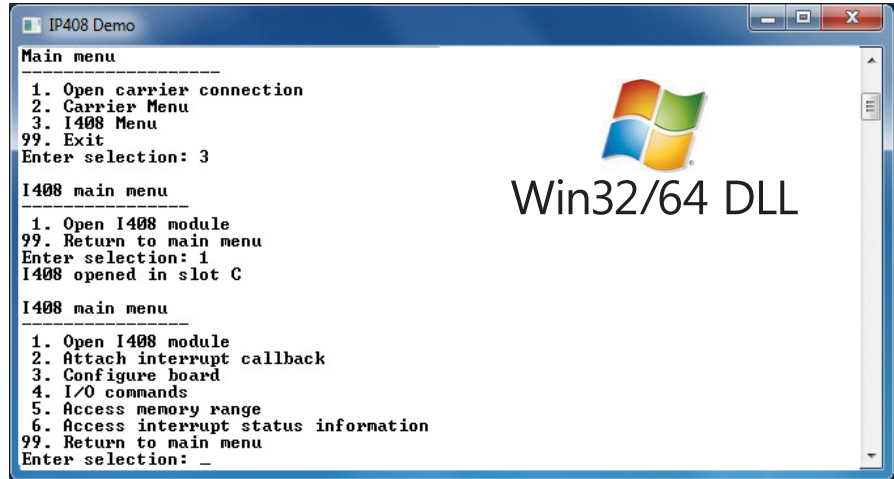 IP408 Demo
Main menu
-------------------
1. Open carrier connection
2. Carrier Menu
3. I408 Menu
99. Exit
Enter selection: 3
I408 main menu
----------------
1. Open I408 module
99. Return to main menu
Enter selection: 1
I408 opened in slot C
I408 main menu
----------------
1. Open I408 module
2. Attach interrupt callback
3. Configure board
4. I/O commands
5. Access memory range
6. Access interrupt status information
99. Return to main menu
Enter selection: _
Win32/64 DLL